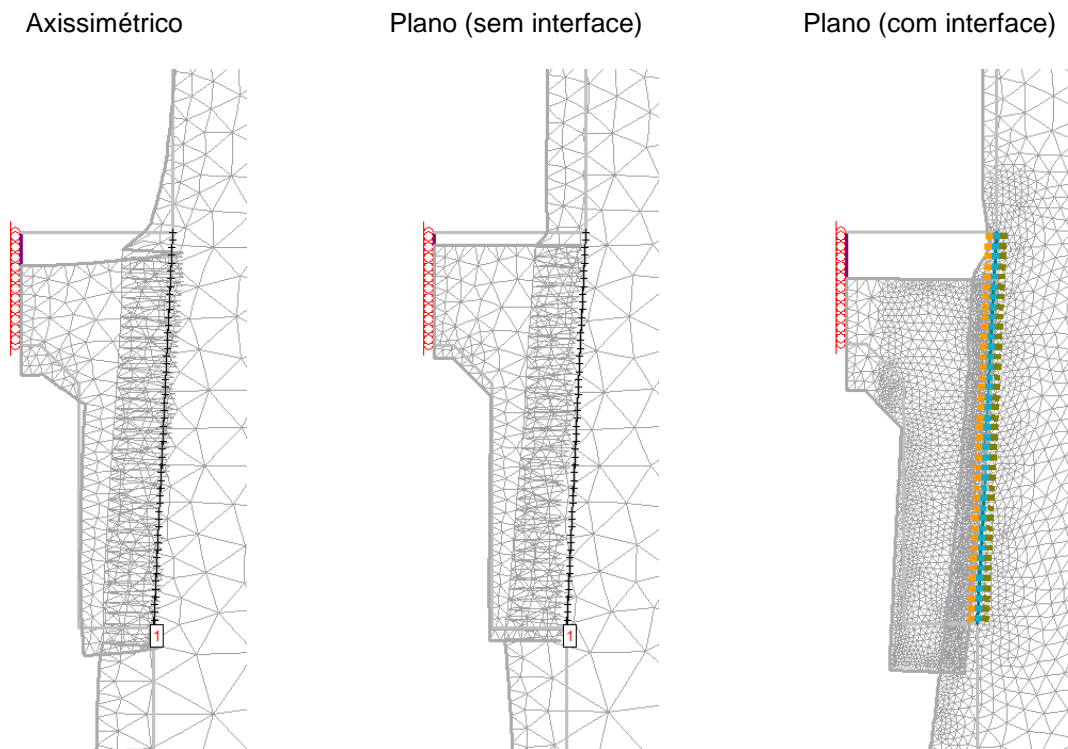 Axissimétrico
Plano (sem interface)
Plano (com interface)
1
1